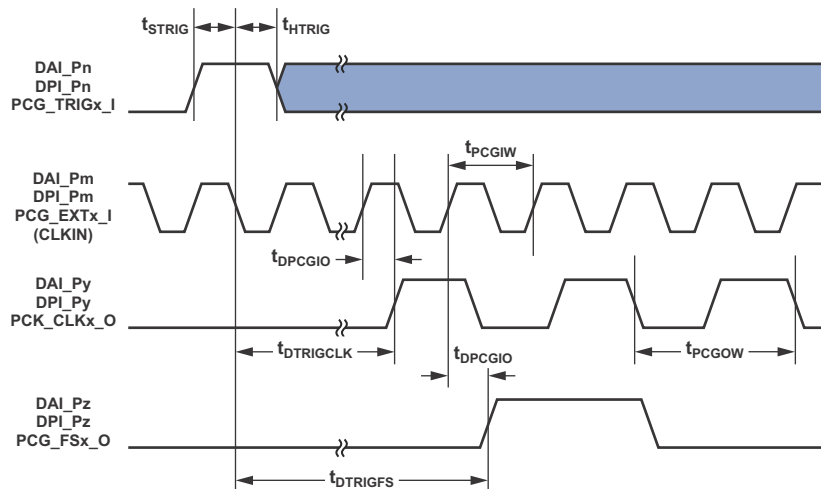 tSTRIG
tHTRIG
DAI_Pn
DPI_Pn
PCG_TRIGx_I
tPCGIW
DAI_Pm
DPI_Pm
PCG_EXTx_I
(CLKIN)
tDPCGIO
DAI_Py
DPI_Py
PCK_CLKx_O
tDTRIGCLK
tDPCGIO
tPCGOW
DAI_Pz
DPI_Pz
PCG_FSx_O
tDTRIGFS